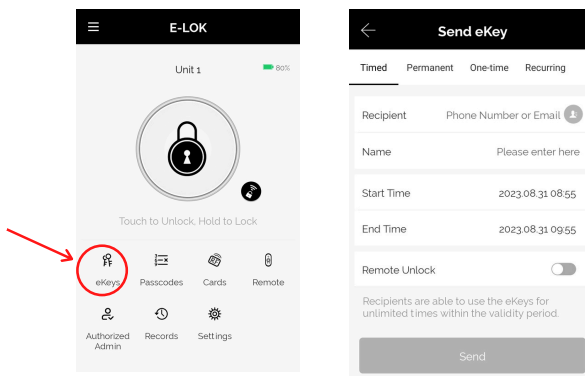 E-LOK
Unit 1
80%
Touch to Unlock, Hold to Lock
eKeys
Passcodes
Cards
Remote
Authorized
Admin
Records
Settings
Send eKey
Timed
Permanent
One-time
Recurring
Recipient
Phone Number or Email
Name
Please enter here
Start Time
2023.08.31 08:55
End Time
2023.08.31 09:55
Remote Unlock
Recipients are able to use the eKeys for
unlimited times within the validity period.
Send